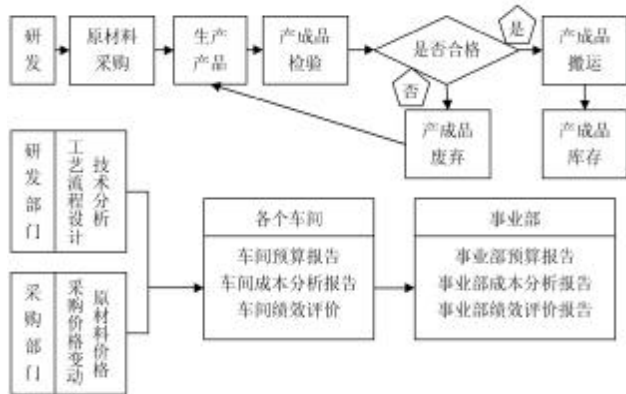 研发
原材料
采购
生产
产品
产成品
检验
是否合格
是
否
产成品
搬运
产成品
废弃
产成品
库存
研发部门
技术分析
工艺流程设计
采购部门
原材料价格
采购价格变动
各个车间
车间预算报告
车间成本分析报告
车间绩效评价
事业部
事业部预算报告
事业部成本分析报告
事业部绩效评价报告